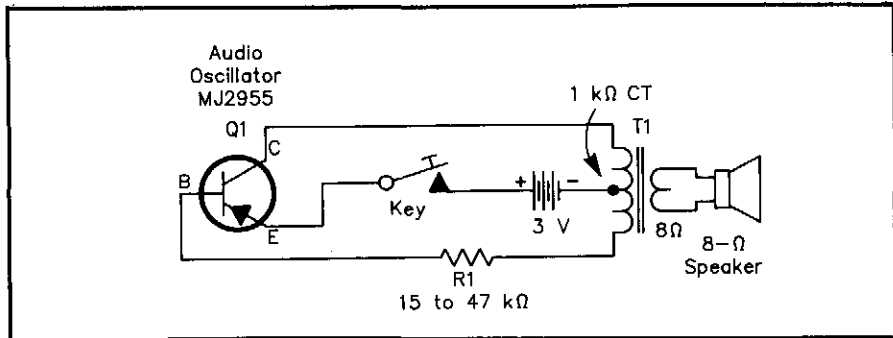 Audio
Oscillator
MJ2955
Q1
C
B
E
Key
+
-
3 V
1 kΩ CT
T1
8Ω
8-Ω
Speaker
R1
15 to 47 kΩ